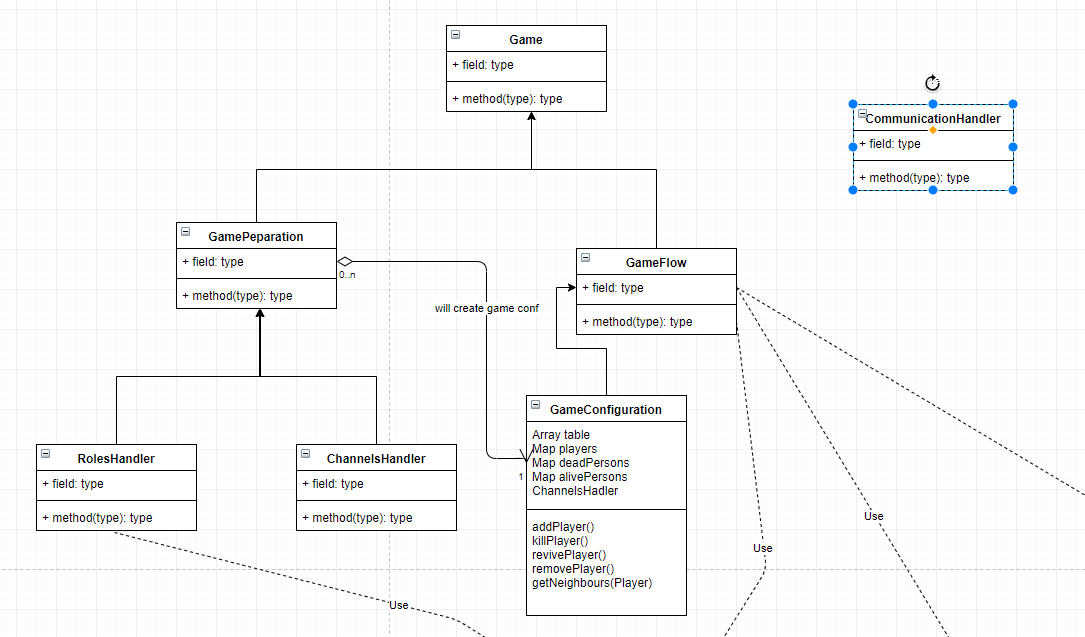 Game
+ field: type
+ method(type): type
CommunicationHandler
+ field: type
+ method(type): type
GamePeparation
+ field: type
+ method(type): type
0..n
will create game conf
GameFlow
+ field: type
+ method(type): type
RolesHandler
+ field: type
+ method(type): type
ChannelsHandler
+ field: type
+ method(type): type
1
GameConfiguration
Array table
Map players
Map deadPersons
Map alivePersons
ChannelsHadler
addPlayer()
killPlayer()
revivePlayer()
removePlayer()
getNeighbours(Player)
Use
Use
Use